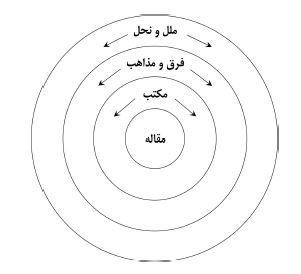 ملل و نحل
فرق و مذاهب
مکتب
مقاله